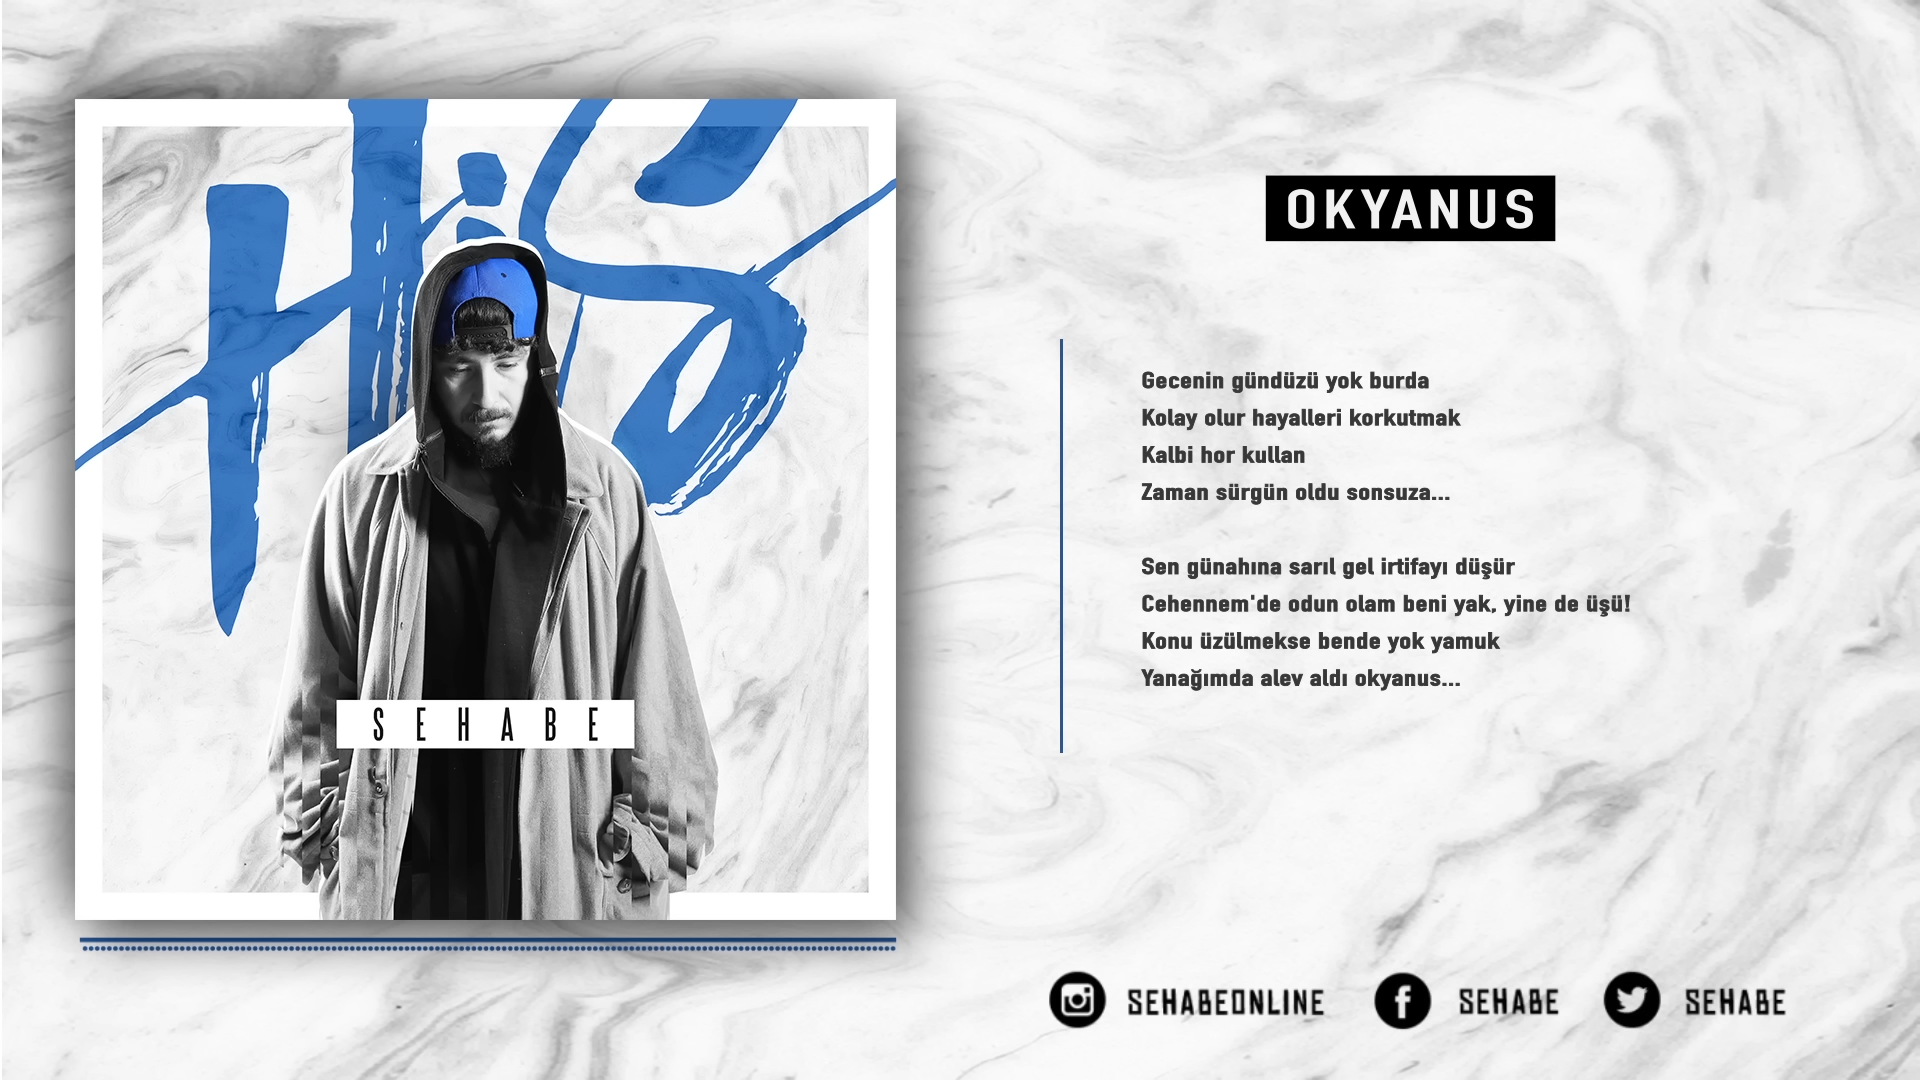 HiS
SEHABE
OKYANUS
Gecenin gündüzü yok burda
Kolay olur hayalleri korkutmak
Kalbi hor kullan
Zaman sürgün oldu sonsuza...
Sen günahına sarıl gel irtifayı düşür
Cehennem'de odun olam beni yak, yine de üşü!
Konu üzülmekse bende yok yamuk
Yanağımda alev aldı okyanus...
SEHABEONLINE SEHABE SEHABE